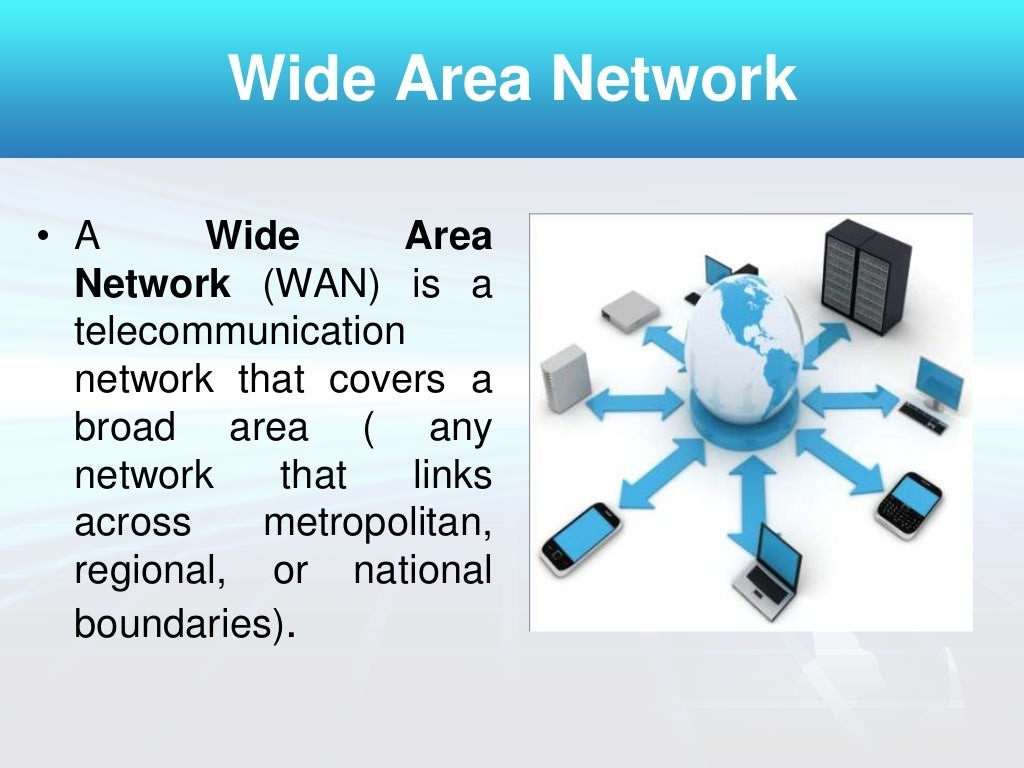 Wide Area Network
• A Wide Area
Network (WAN) is a
telecommunication
network that covers a
broad area ( any
network that links
across metropolitan,
regional, or national
boundaries).